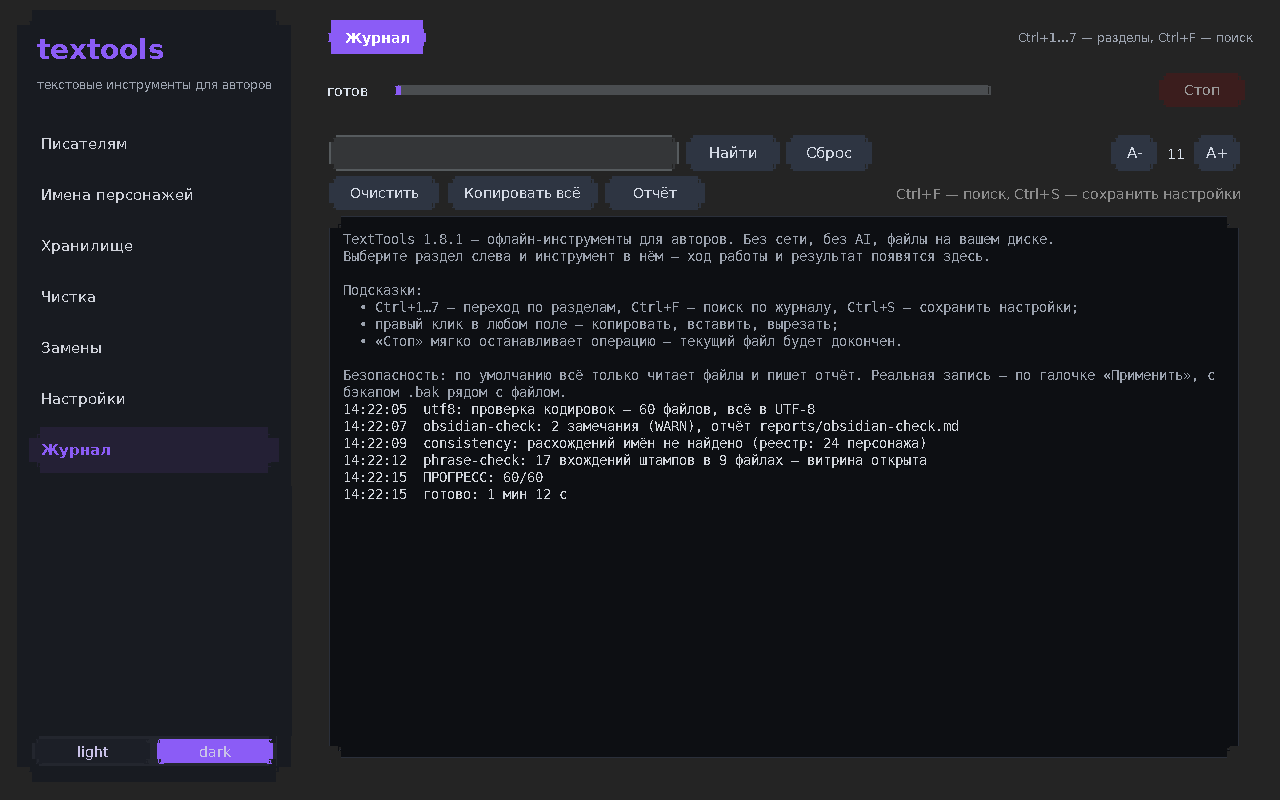 textools
текстовые инструменты для авторов
Писателям
Имена персонажей
Хранилище
Чистка
Замены
Настройки
Журнал
light
dark
Журнал
Ctrl+1…7 — разделы, Ctrl+F — поиск
готов
Стоп
Найти
Сброс
A-
11
A+
Очистить
Копировать всё
Отчёт
Ctrl+F — поиск, Ctrl+S — сохранить настройки
TextTools 1.8.1 — офлайн-инструменты для авторов. Без сети, без AI, файлы на вашем диске.
Выберите раздел слева и инструмент в нём — ход работы и результат появятся здесь.
Подсказки:
• Ctrl+1…7 — переход по разделам, Ctrl+F — поиск по журналу, Ctrl+S — сохранить настройки;
• правый клик в любом поле — копировать, вставить, вырезать;
• «Стоп» мягко останавливает операцию — текущий файл будет докончен.
Безопасность: по умолчанию всё только читает файлы и пишет отчёт. Реальная запись — по галочке «Применить», с
бэкапом .bak рядом с файлом.
14:22:05 utf8: проверка кодировок — 60 файлов, всё в UTF-8
14:22:07 obsidian-check: 2 замечания (WARN), отчёт reports/obsidian-check.md
14:22:09 consistency: расхождений имён не найдено (реестр: 24 персонажа)
14:22:12 phrase-check: 17 вхождений штампов в 9 файлах — витрина открыта
14:22:15 ПРОГРЕСС: 60/60
14:22:15 готово: 1 мин 12 с